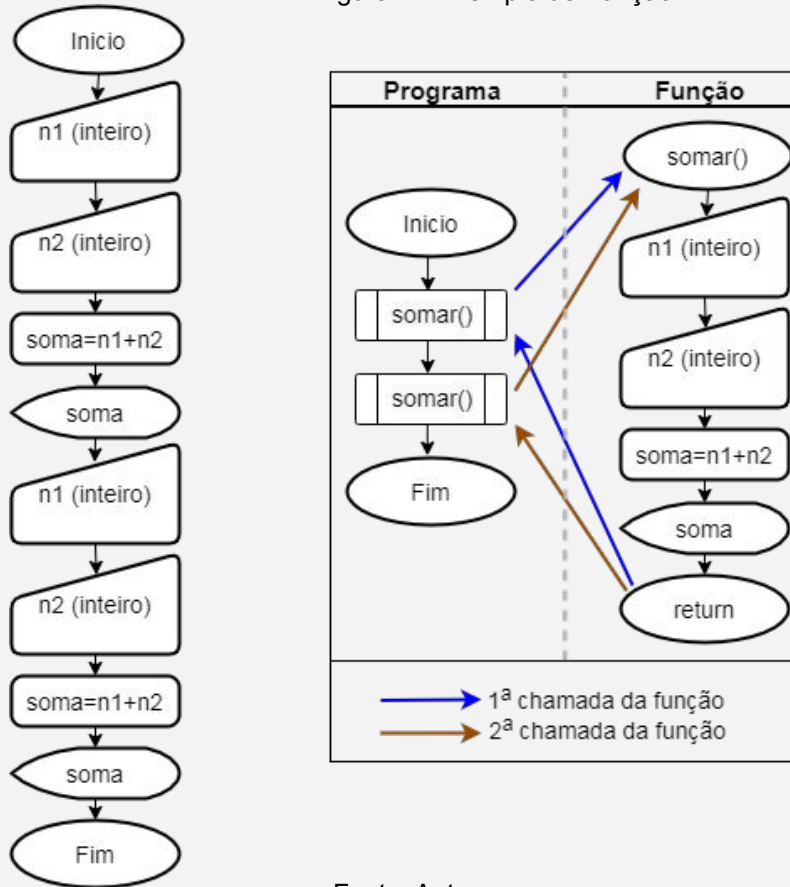 Inicio
n1 (inteiro)
n2 (inteiro)
soma=n1+n2
soma
n1 (inteiro)
n2 (inteiro)
soma=n1+n2
soma
Fim
Programa
Função
Inicio
somar()
somar()
Fim
somar()
n1 (inteiro)
n2 (inteiro)
soma=n1+n2
soma
return
1ª chamada da função
2ª chamada da função